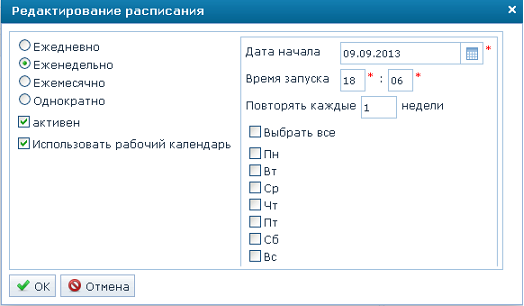 Редактирование расписания
Ежедневно
Еженедельно
Ежемесячно
Однократно
активен
Использовать рабочий календарь
Дата начала 09.09.2013 *
Время запуска 18 * : 06 *
Повторять каждые 1 недели
Выбрать все
Пн
Вт
Ср
Чт
Пт
Сб
Вс
OK Отмена